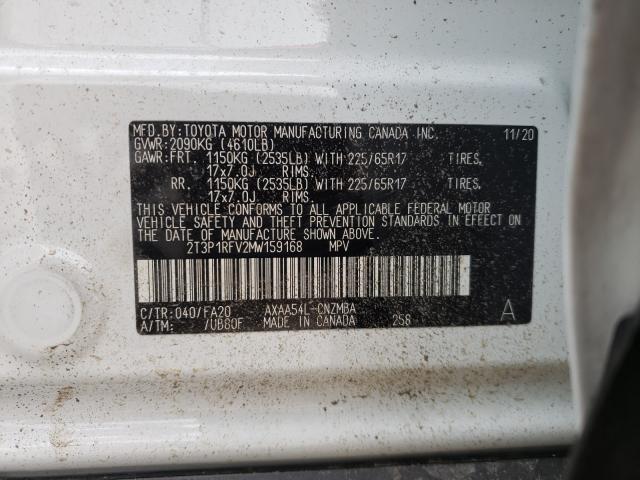 MFD.BY:TOYOTA MOTOR MANUFACTURING CANADA INC. 11/20
GVWR:2090KG (4610LB)
GAWR:FRT. 1150KG (2535LB) WITH 225/65R17 TIRES.
17x7.0J RIMS.
RR. 1150KG (2535LB) WITH 225/65R17 TIRES.
17x7.0J RIMS.
THIS VEHICLE CONFORMS TO ALL APPLICABLE FEDERAL MOTOR
VEHICLE SAFETY AND BUMPER STANDARDS IN EFFECT ON
THE DATE OF MANUFACTURE SHOWN ABOVE.
2T3P1RFV2MW159168 MPV
C/TR:040/FA20 AXAA54L-CNZMBA A
A/TM: /UB80F MADE IN CANADA 258